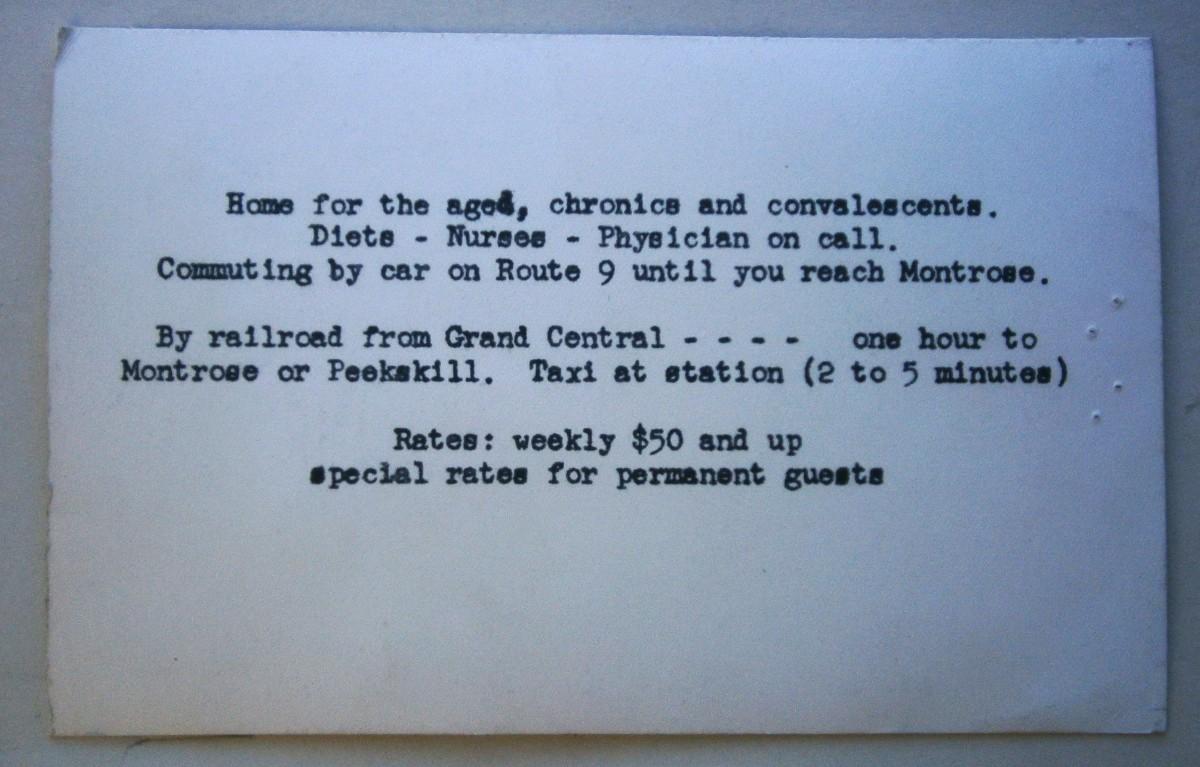 Home for the aged, chronics and convalescents.
Diets - Nurses - Physician on call.
Commuting by car on Route 9 until you reach Montrose.
By railroad from Grand Central - - - - one hour to
Montrose or Peekskill. Taxi at station (2 to 5 minutes)
Rates: weekly $50 and up
special rates for permanent guests